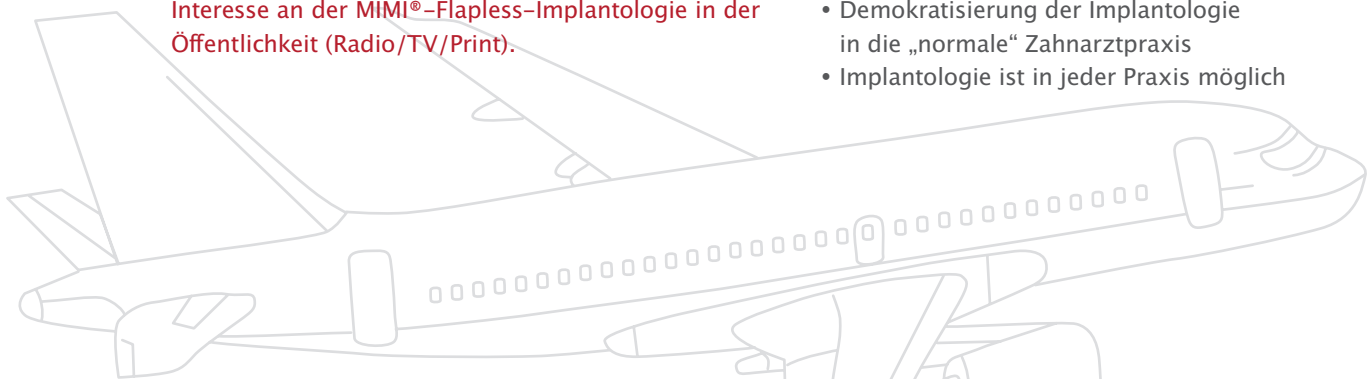 Interesse an der MIMI®-Flapless-Implantologie in der
Öffentlichkeit (Radio/TV/Print).
• Demokratisierung der Implantologie
in die „normale“ Zahnarztpraxis
• Implantologie ist in jeder Praxis möglich